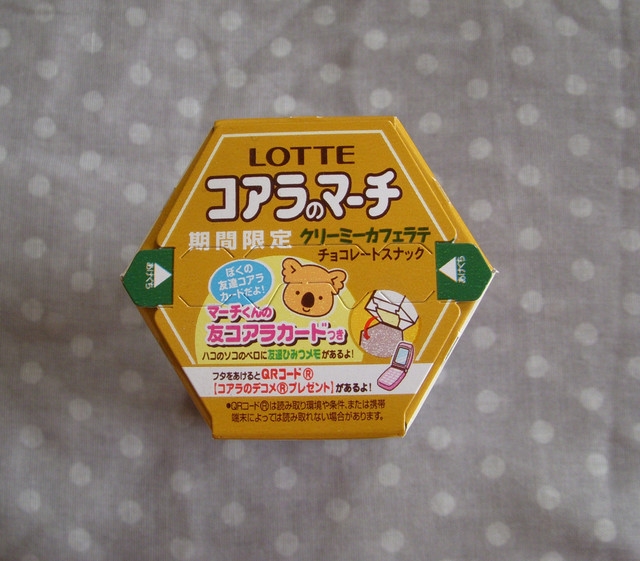 LOTTE
コアラのマーチ
期間限定 クリーミーカフェラテ
チョコレートスナック
あけくち
あけくち
ぼくの
友達コアラ
カードだよ!
マーチくんの
友コアラカードつき
ハコのソコのベロに友達ひみつメモがあるよ!
フタをあけるとQRコード®
【コアラのデコメ®プレゼント】があるよ!
●QRコード®は読み取り環境や条件、または携帯
端末によっては読み取れない場合があります。